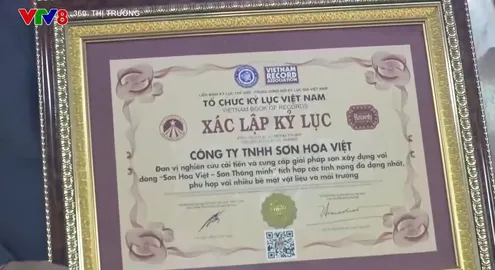 VTV8
369. THỊ TRƯỜNG
VIETNAM
RECORD
ASSOCIATION
TỔ CHỨC KỶ LỤC VIỆT NAM
VIETNAM BOOK OF RECORDS
XÁC LẬP KỶ LỤC
CÔNG TY TNHH SƠN HOA VIỆT
Đơn vị nghiên cứu cải tiến và cung cấp giải pháp sơn xây dựng với
dòng "Sơn Hoa Việt – Sơn Thông minh" tích hợp các tính năng đa dạng nhất,
phù hợp với nhiều bề mặt vật liệu và môi trường